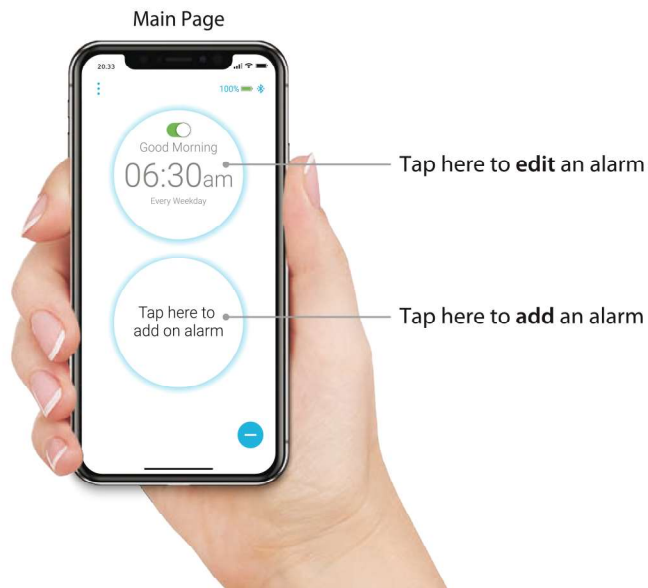 Main Page
20.33
100%
Good Morning
06:30am
Every Weekday
Tap here to edit an alarm
Tap here to
add on alarm
Tap here to add an alarm